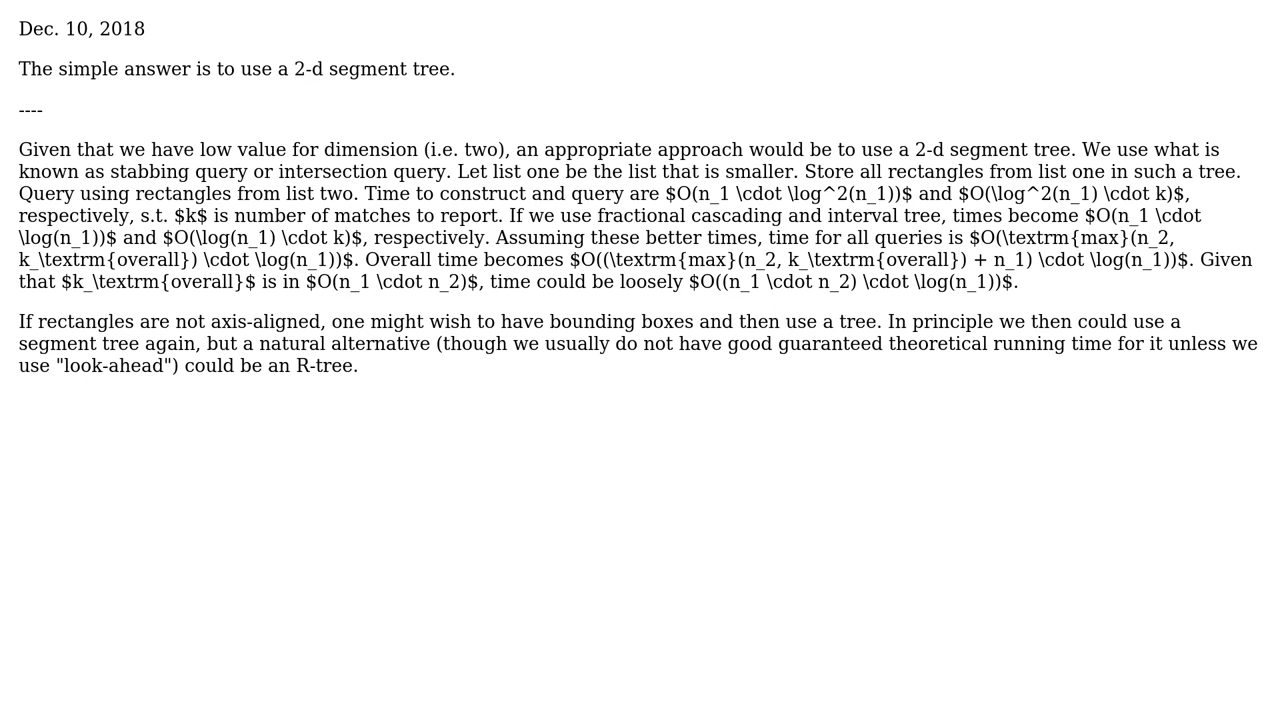 Dec. 10, 2018
The simple answer is to use a 2-d segment tree.
----
Given that we have low value for dimension (i.e. two), an appropriate approach would be to use a 2-d segment tree. We use what is
known as stabbing query or intersection query. Let list one be the list that is smaller. Store all rectangles from list one in such a tree.
Query using rectangles from list two. Time to construct and query are $O(n_1 \cdot \log^2(n_1))$ and $O(\log^2(n_1) \cdot k)$,
respectively, s.t. $k$ is number of matches to report. If we use fractional cascading and interval tree, times become $O(n_1 \cdot
\log(n_1))$ and $O(\log(n_1) \cdot k)$, respectively. Assuming these better times, time for all queries is $O(\textrm{max}(n_2,
k_\textrm{overall}) \cdot \log(n_1))$. Overall time becomes $O((\textrm{max}(n_2, k_\textrm{overall}) + n_1) \cdot \log(n_1))$. Given
that $k_\textrm{overall}$ is in $O(n_1 \cdot n_2)$, time could be loosely $O((n_1 \cdot n_2) \cdot \log(n_1))$.
If rectangles are not axis-aligned, one might wish to have bounding boxes and then use a tree. In principle we then could use a
segment tree again, but a natural alternative (though we usually do not have good guaranteed theoretical running time for it unless we
use "look-ahead") could be an R-tree.